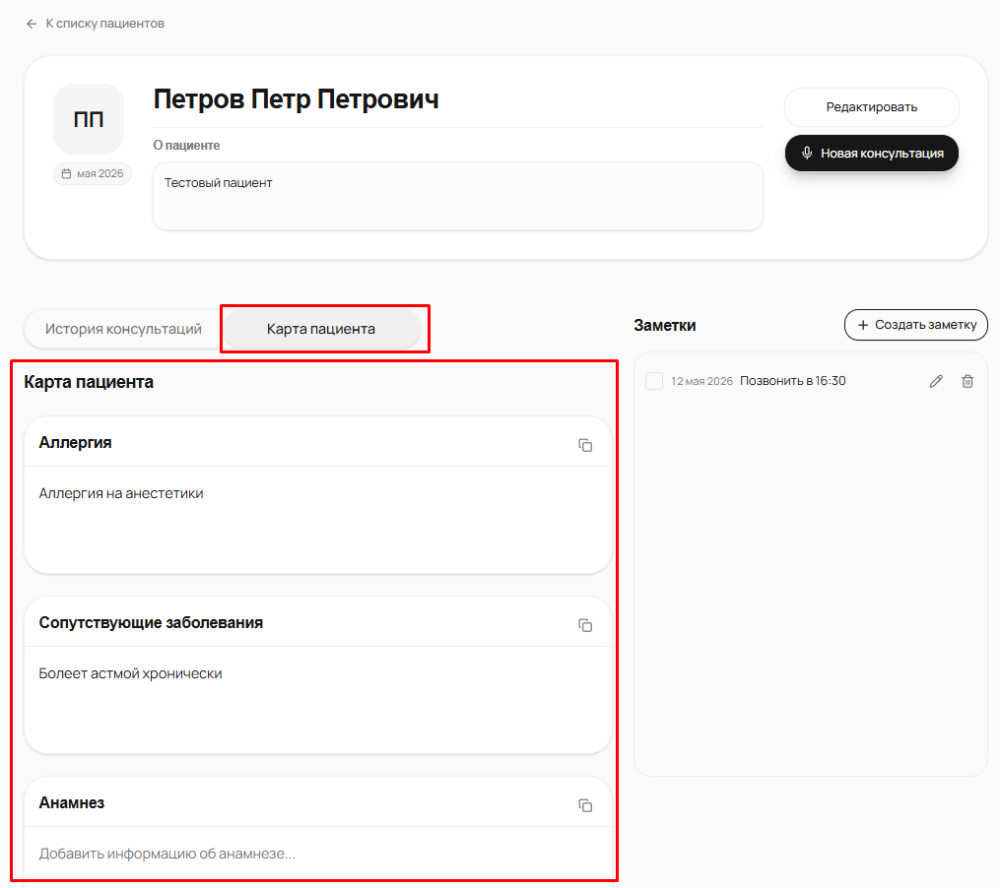 К списку пациентов
ПП
мая 2026
Петров Петр Петрович
О пациенте
Тестовый пациент
Редактировать
Новая консультация
История консультаций
Карта пациента
Карта пациента
Аллергия
Аллергия на анестетики
Сопутствующие заболевания
Болеет астмой хронически
Анамнез
Добавить информацию об анамнезе...
Заметки
Создать заметку
12 мая 2026 Позвонить в 16:30